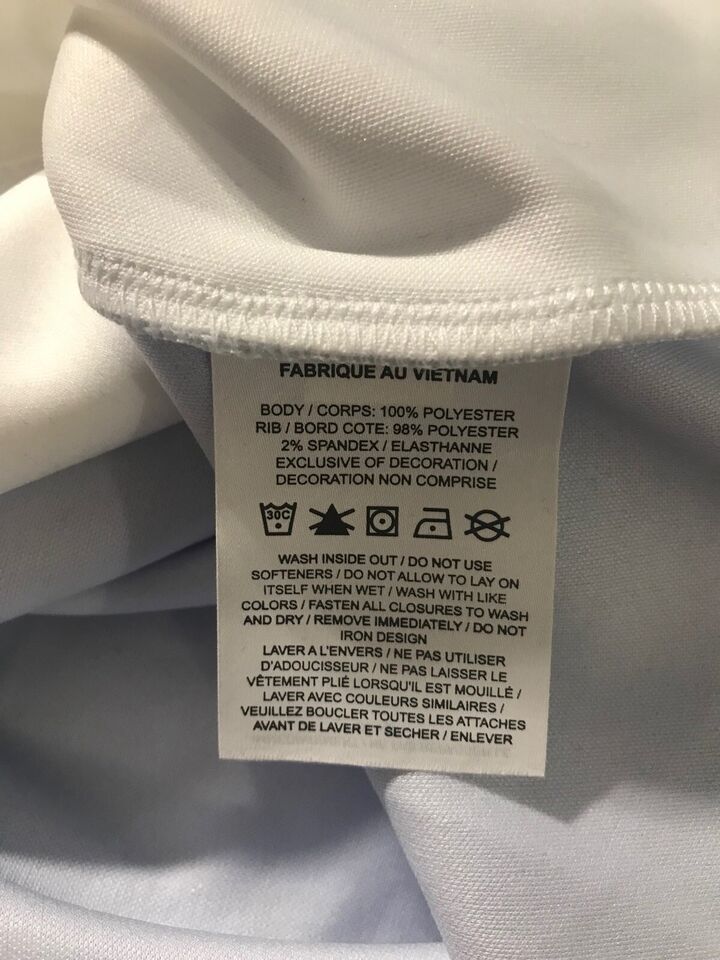 FABRIQUE AU VIETNAM
BODY / CORPS: 100% POLYESTER
RIB / BORD COTE: 98% POLYESTER
2% SPANDEX / ELASTHANNE
EXCLUSIVE OF DECORATION /
DECORATION NON COMPRISE
30C
WASH INSIDE OUT / DO NOT USE
SOFTENERS / DO NOT ALLOW TO LAY ON
ITSELF WHEN WET / WASH WITH LIKE
COLORS / FASTEN ALL CLOSURES TO WASH
AND DRY / REMOVE IMMEDIATELY / DO NOT
IRON DESIGN
LAVER A L'ENVERS / NE PAS UTILISER
D'ADOUCISSEUR / NE PAS LAISSER LE
VÊTEMENT PLIÉ LORSQU'IL EST MOUILLÉ /
LAVER AVEC COULEURS SIMILAIRES /
VEUILLEZ BOUCLER TOUTES LES ATTACHES
AVANT DE LAVER ET SECHER / ENLEVER